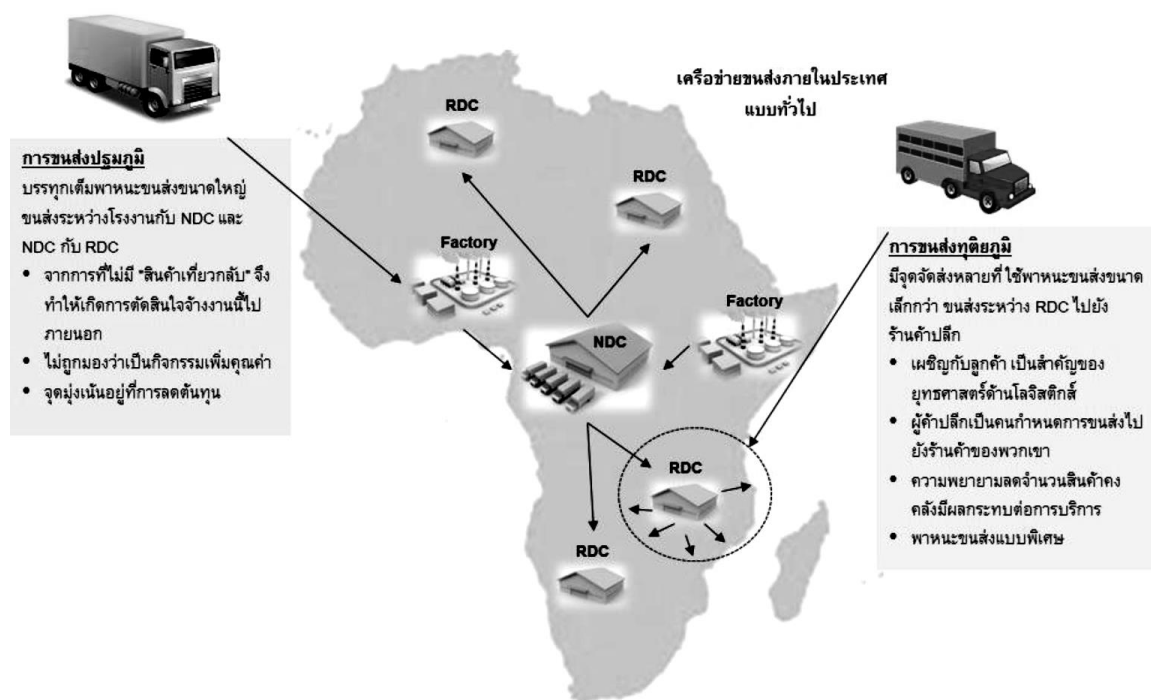 เครือข่ายขนส่งภายในประเทศ
แบบทั่วไป
การขนส่งปฐมภูมิ
บรรทุกเต็มพาหนะขนส่งขนาดใหญ่
ขนส่งระหว่างโรงงานกับ NDC และ
NDC กับ RDC
• จากการที่ไม่มี "สินค้าเที่ยวกลับ" จึง
ทำให้เกิดการตัดสินใจจ้างงานนี้ไป
ภายนอก
• ไม่ถูกมองว่าเป็นกิจกรรมเพิ่มคุณค่า
• จุดมุ่งเน้นอยู่ที่การลดต้นทุน
RDC
RDC
Factory
Factory
NDC
RDC
RDC
การขนส่งทุติยภูมิ
มีจุดจัดส่งหลายที่ ใช้พาหนะขนส่งขนาด
เล็กกว่า ขนส่งระหว่าง RDC ไปยัง
ร้านค้าปลีก
• เผชิญกับลูกค้า เป็นสำคัญของ
ยุทธศาสตร์ด้านโลจิสติกส์
• ผู้ค้าปลีกเป็นคนกำหนดการขนส่งไป
ยังร้านค้าของพวกเขา
• ความพยายามลดจำนวนสินค้าคง
คลังมีผลกระทบต่อการบริการ
• พาหนะขนส่งแบบพิเศษ